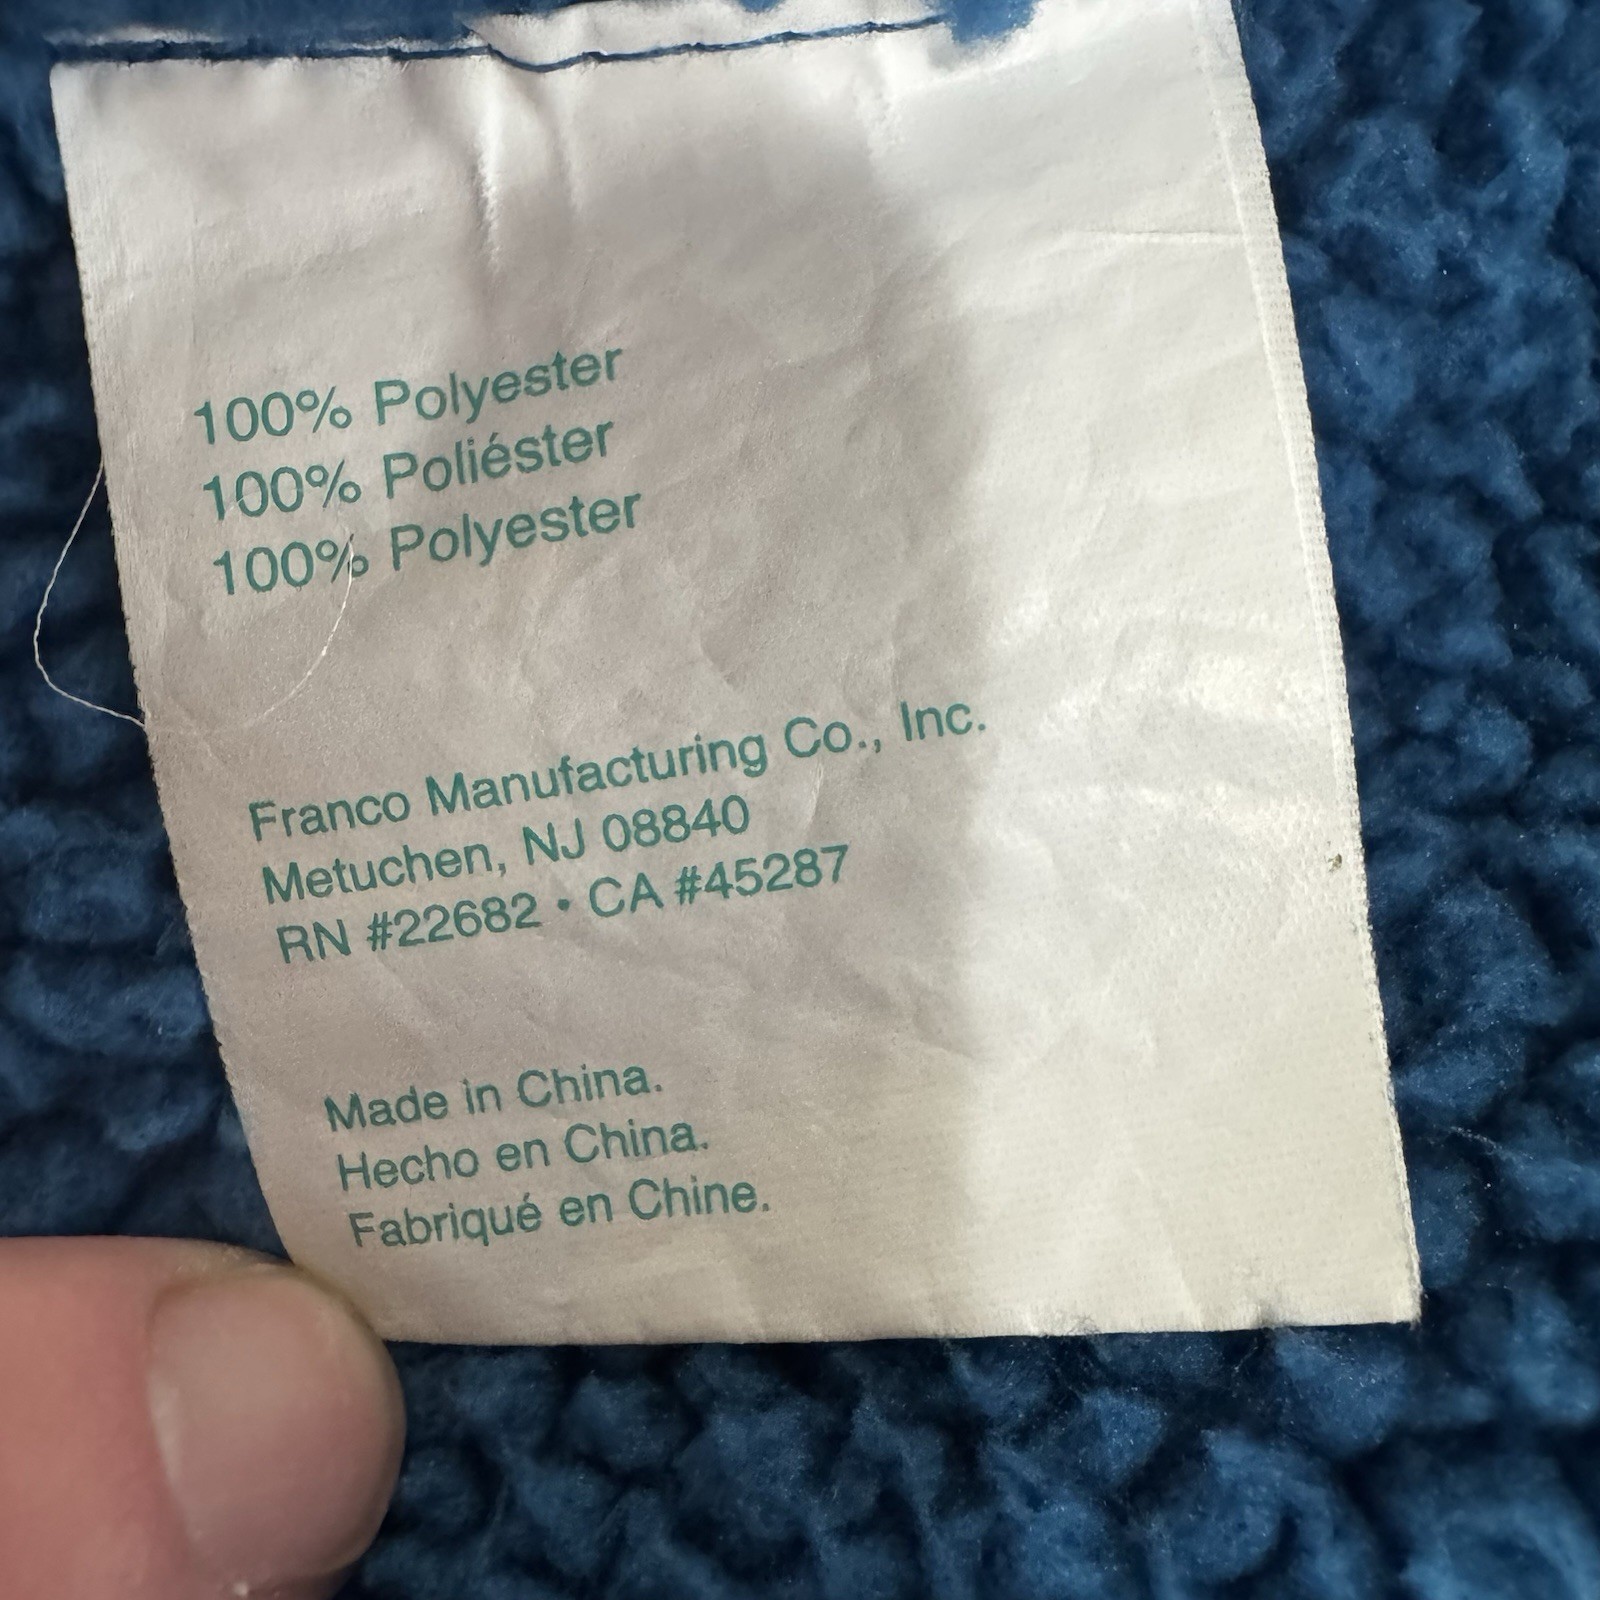 100% Polyester
100% Poliéster
100% Polyester
Franco Manufacturing Co., Inc.
Metuchen, NJ 08840
RN #22682 • CA #45287
Made in China.
Hecho en China.
Fabriqué en Chine.